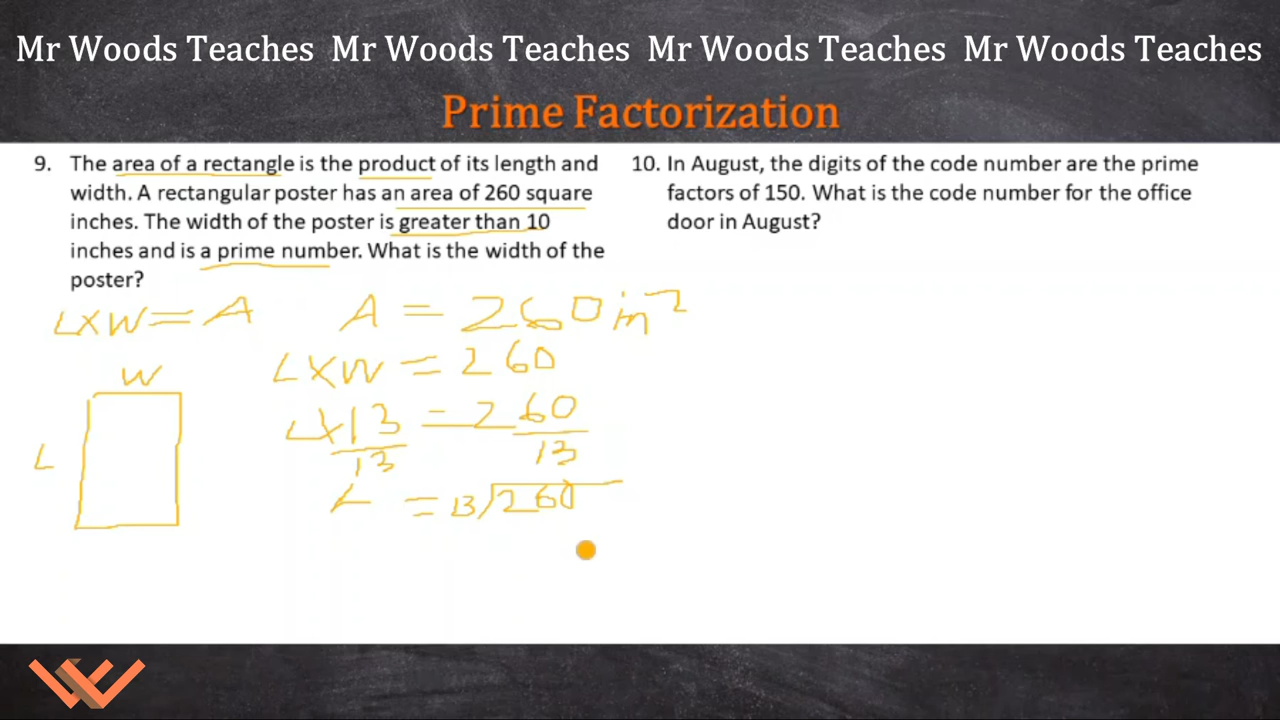 Mr Woods Teaches Mr Woods Teaches Mr Woods Teaches Mr Woods Teaches
Prime Factorization
9. The area of a rectangle is the product of its length and
width. A rectangular poster has an area of 260 square
inches. The width of the poster is greater than 10
inches and is a prime number. What is the width of the
poster?
L×W=A
A = 260in²
W
L
L×W = 260
L×13 = 260
13 13
L = 13)260
10. In August, the digits of the code number are the prime
factors of 150. What is the code number for the office
door in August?